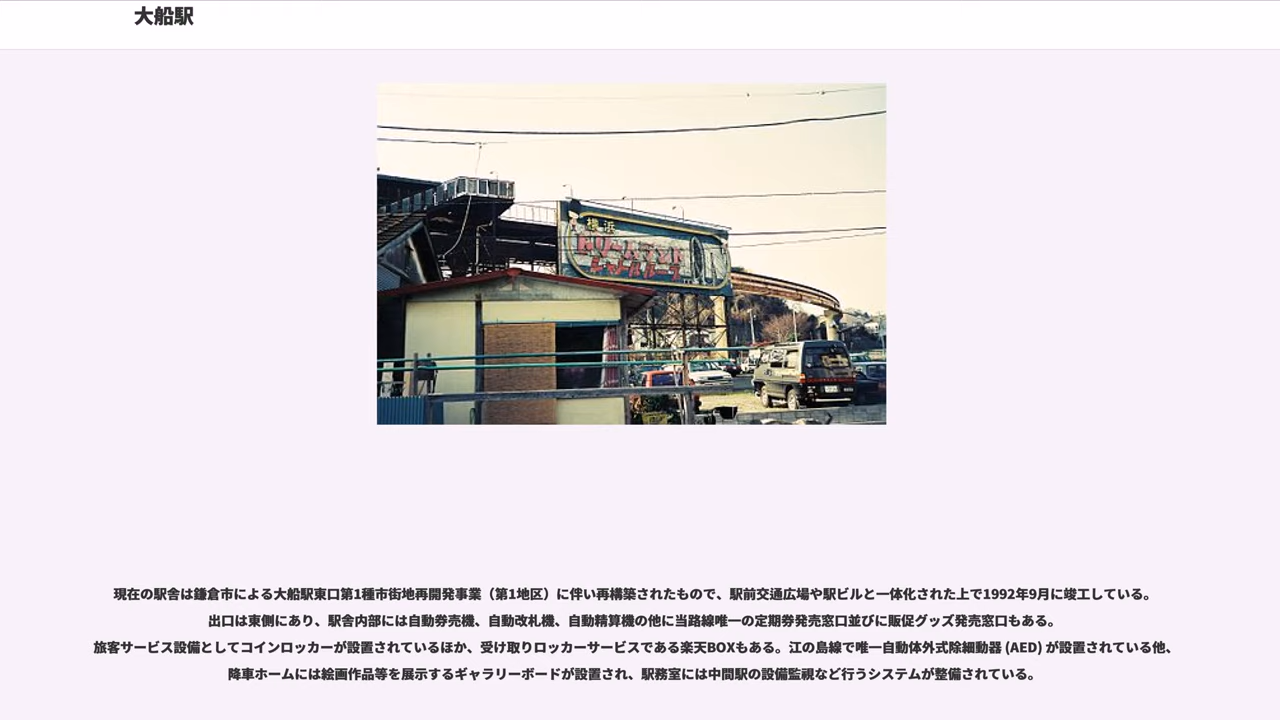 大船駅
横浜
ドリームランド
現在の駅舎は鎌倉市による大船駅東口第1種市街地再開発事業（第1地区）に伴い再構築されたもので、駅前交通広場や駅ビルと一体化された上で1992年9月に竣工している。
出口は東側にあり、駅舎内部には自動券売機、自動改札機、自動精算機の他に当路線唯一の定期券発売窓口並びに販促グッズ発売窓口もある。
旅客サービス設備としてコインロッカーが設置されているほか、受け取りロッカーサービスである楽天BOXもある。江の島線で唯一自動体外式除細動器 (AED) が設置されている他、
降車ホームには絵画作品等を展示するギャラリーボードが設置され、駅務室には中間駅の設備監視など行うシステムが整備されている。